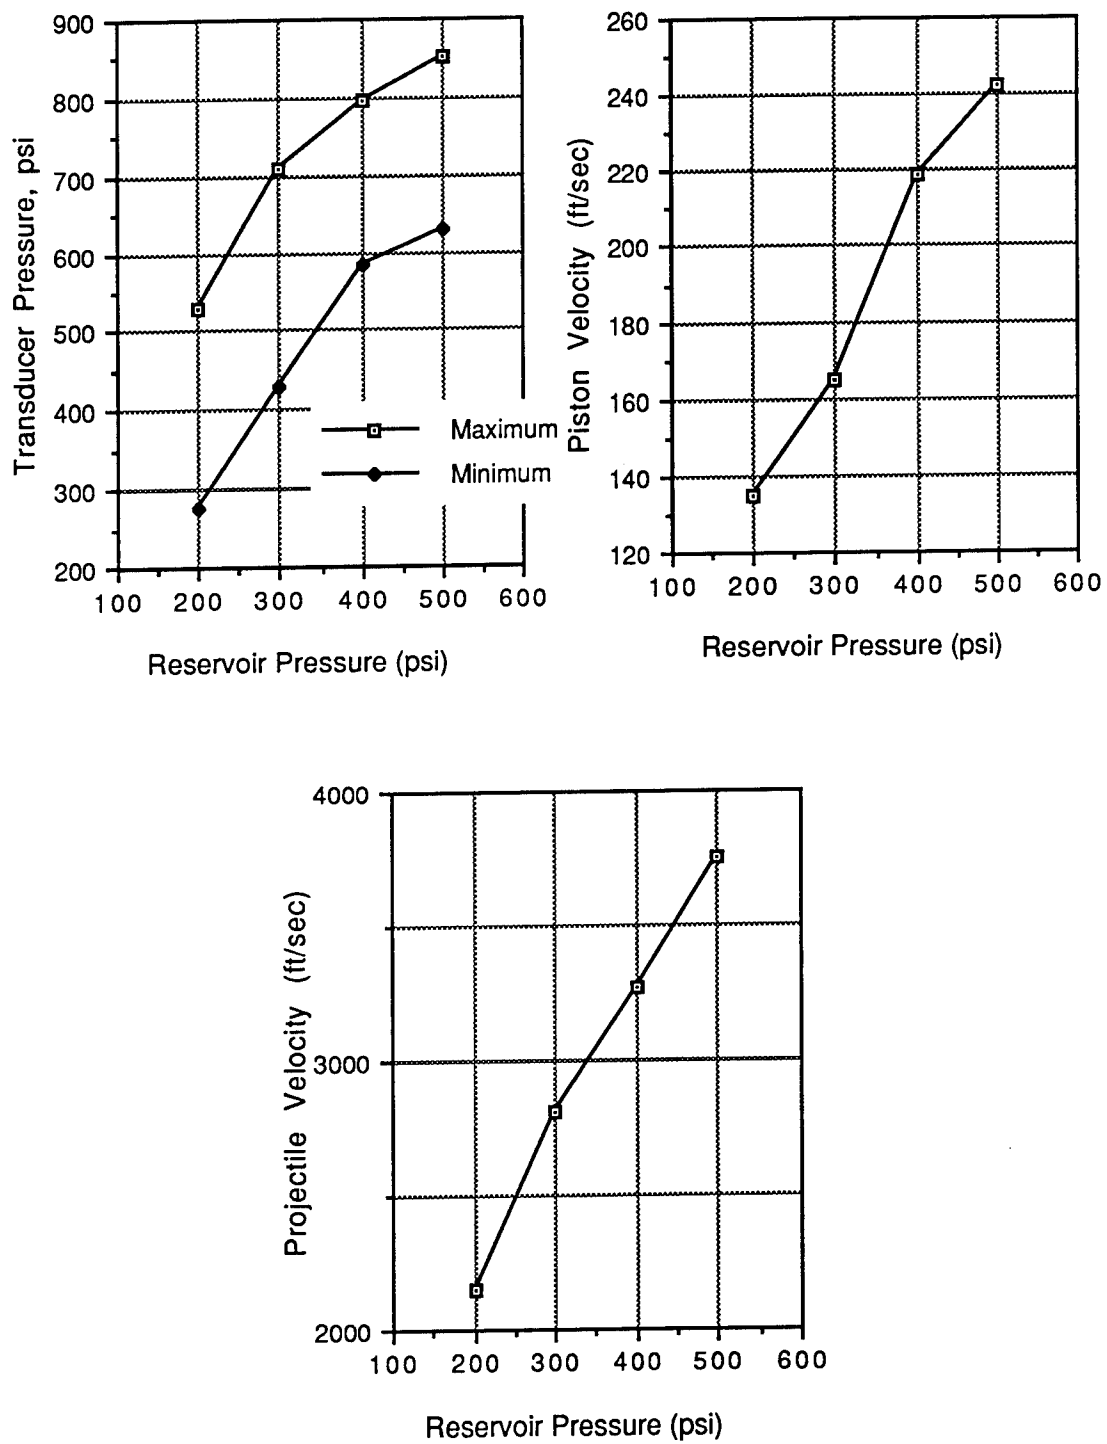 900
800
700
600
500
400
300
200
100 200 300 400 500 600
Transducer Pressure, psi
Reservoir Pressure (psi)
Maximum
Minimum
260
240
220
200
180
160
140
120
100 200 300 400 500 600
Piston Velocity (ft/sec)
Reservoir Pressure (psi)
4000
3000
2000
100 200 300 400 500 600
Projectile Velocity (ft/sec)
Reservoir Pressure (psi)